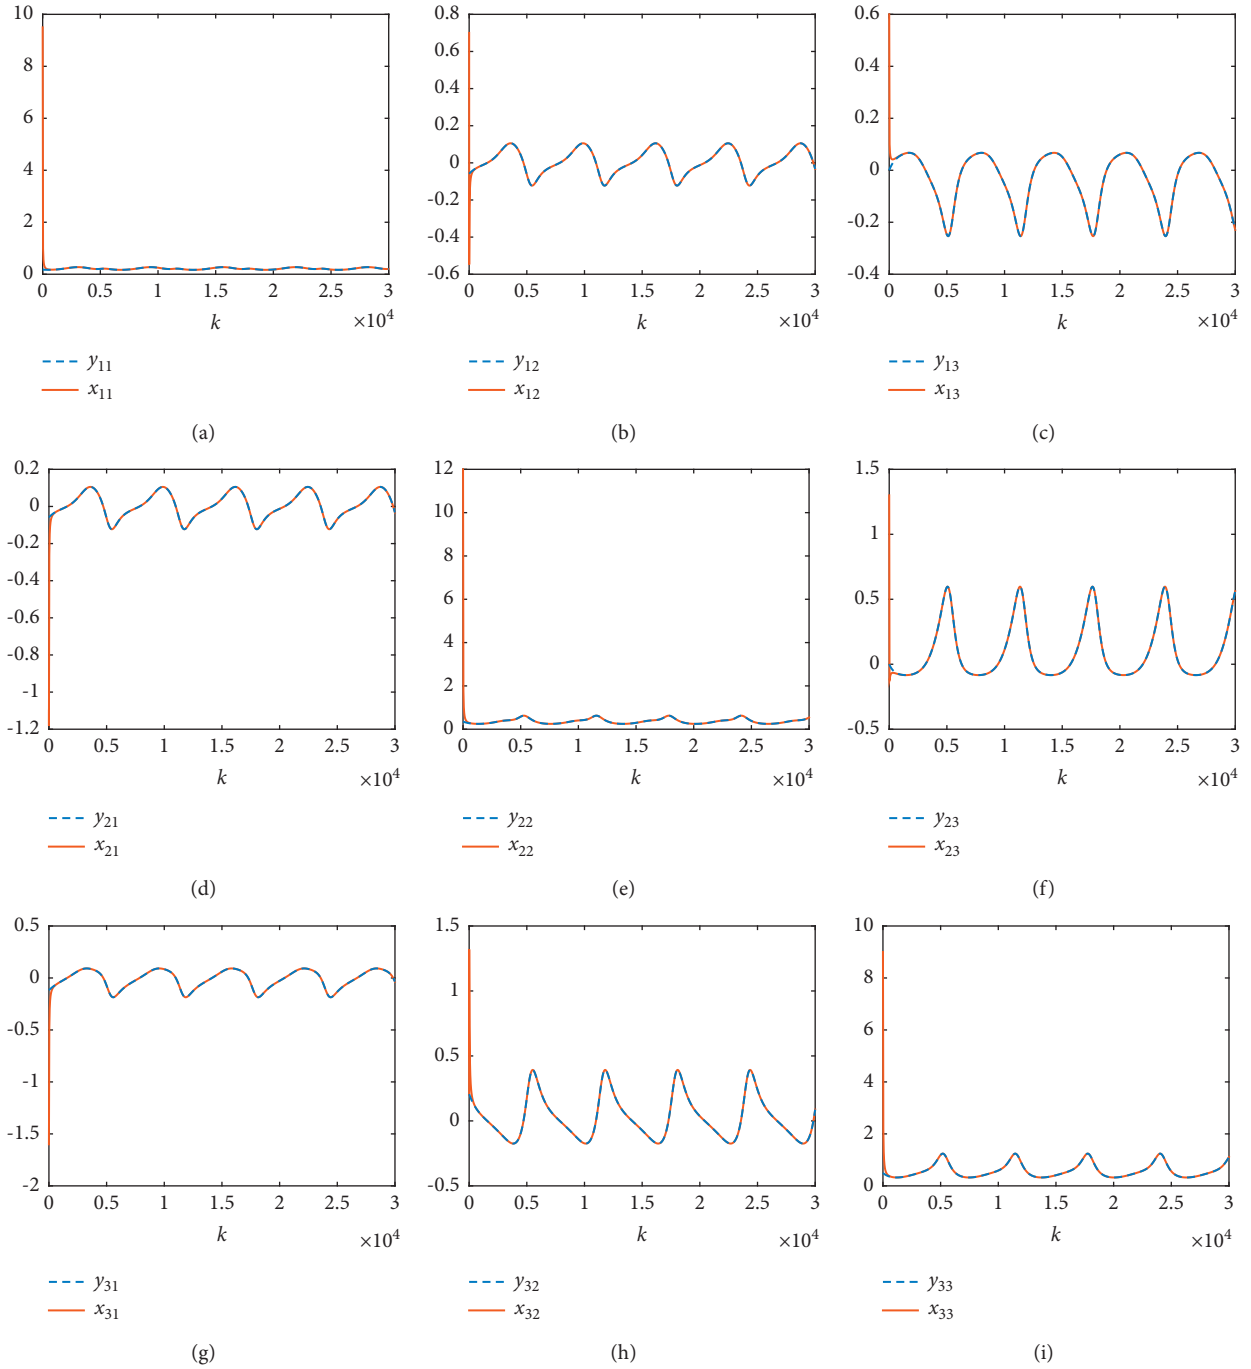 10
8
6
4
2
0
0 0.5 1 1.5 2 2.5 3
k ×10⁴
y₁₁
x₁₁
(a)
0.8
0.6
0.4
0.2
0
-0.2
-0.4
-0.6
0 0.5 1 1.5 2 2.5 3
k ×10⁴
y₁₂
x₁₂
(b)
0.6
0.4
0.2
0
-0.2
-0.4
0 0.5 1 1.5 2 2.5 3
k ×10⁴
y₁₃
x₁₃
(c)
0.2
0
-0.2
-0.4
-0.6
-0.8
-1
-1.2
0 0.5 1 1.5 2 2.5 3
k ×10⁴
y₂₁
x₂₁
(d)
12
10
8
6
4
2
0
0 0.5 1 1.5 2 2.5 3
k ×10⁴
y₂₂
x₂₂
(e)
1.5
1
0.5
0
-0.5
0 0.5 1 1.5 2 2.5 3
k ×10⁴
y₂₃
x₂₃
(f)
0.5
0
-0.5
-1
-1.5
-2
0 0.5 1 1.5 2 2.5 3
k ×10⁴
y₃₁
x₃₁
(g)
1.5
1
0.5
0
-0.5
0 0.5 1 1.5 2 2.5 3
k ×10⁴
y₃₂
x₃₂
(h)
10
8
6
4
2
0
0 0.5 1 1.5 2 2.5 3
k ×10⁴
y₃₃
x₃₃
(i)